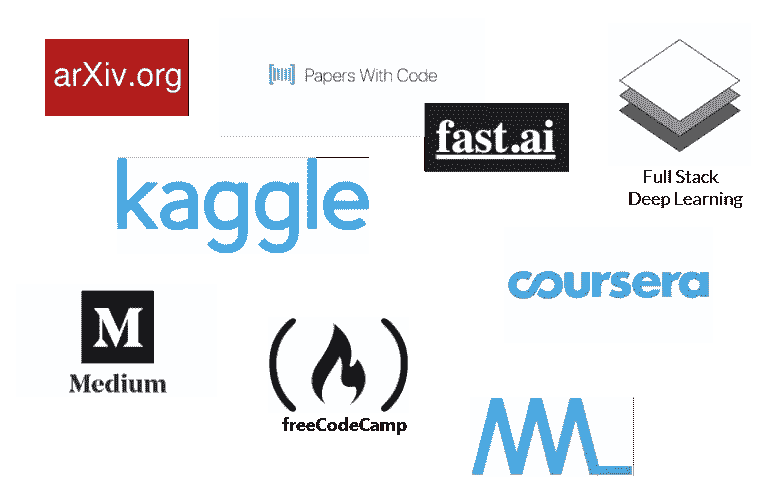 arXiv.org
Papers With Code
fast.ai
kaggle
Full Stack
Deep Learning
coursera
M
Medium
freeCodeCamp